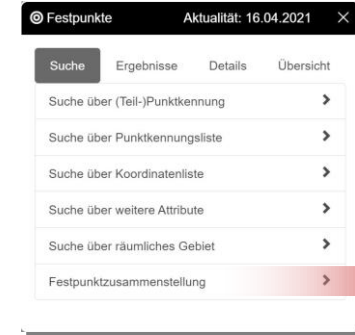 Festpunkte Aktualität: 16.04.2021
Suche Ergebnisse Details Übersicht
Suche über (Teil-)Punktkennung
Suche über Punktkennungsliste
Suche über Koordinatenliste
Suche über weitere Attribute
Suche über räumliches Gebiet
Festpunktzusammenstellung